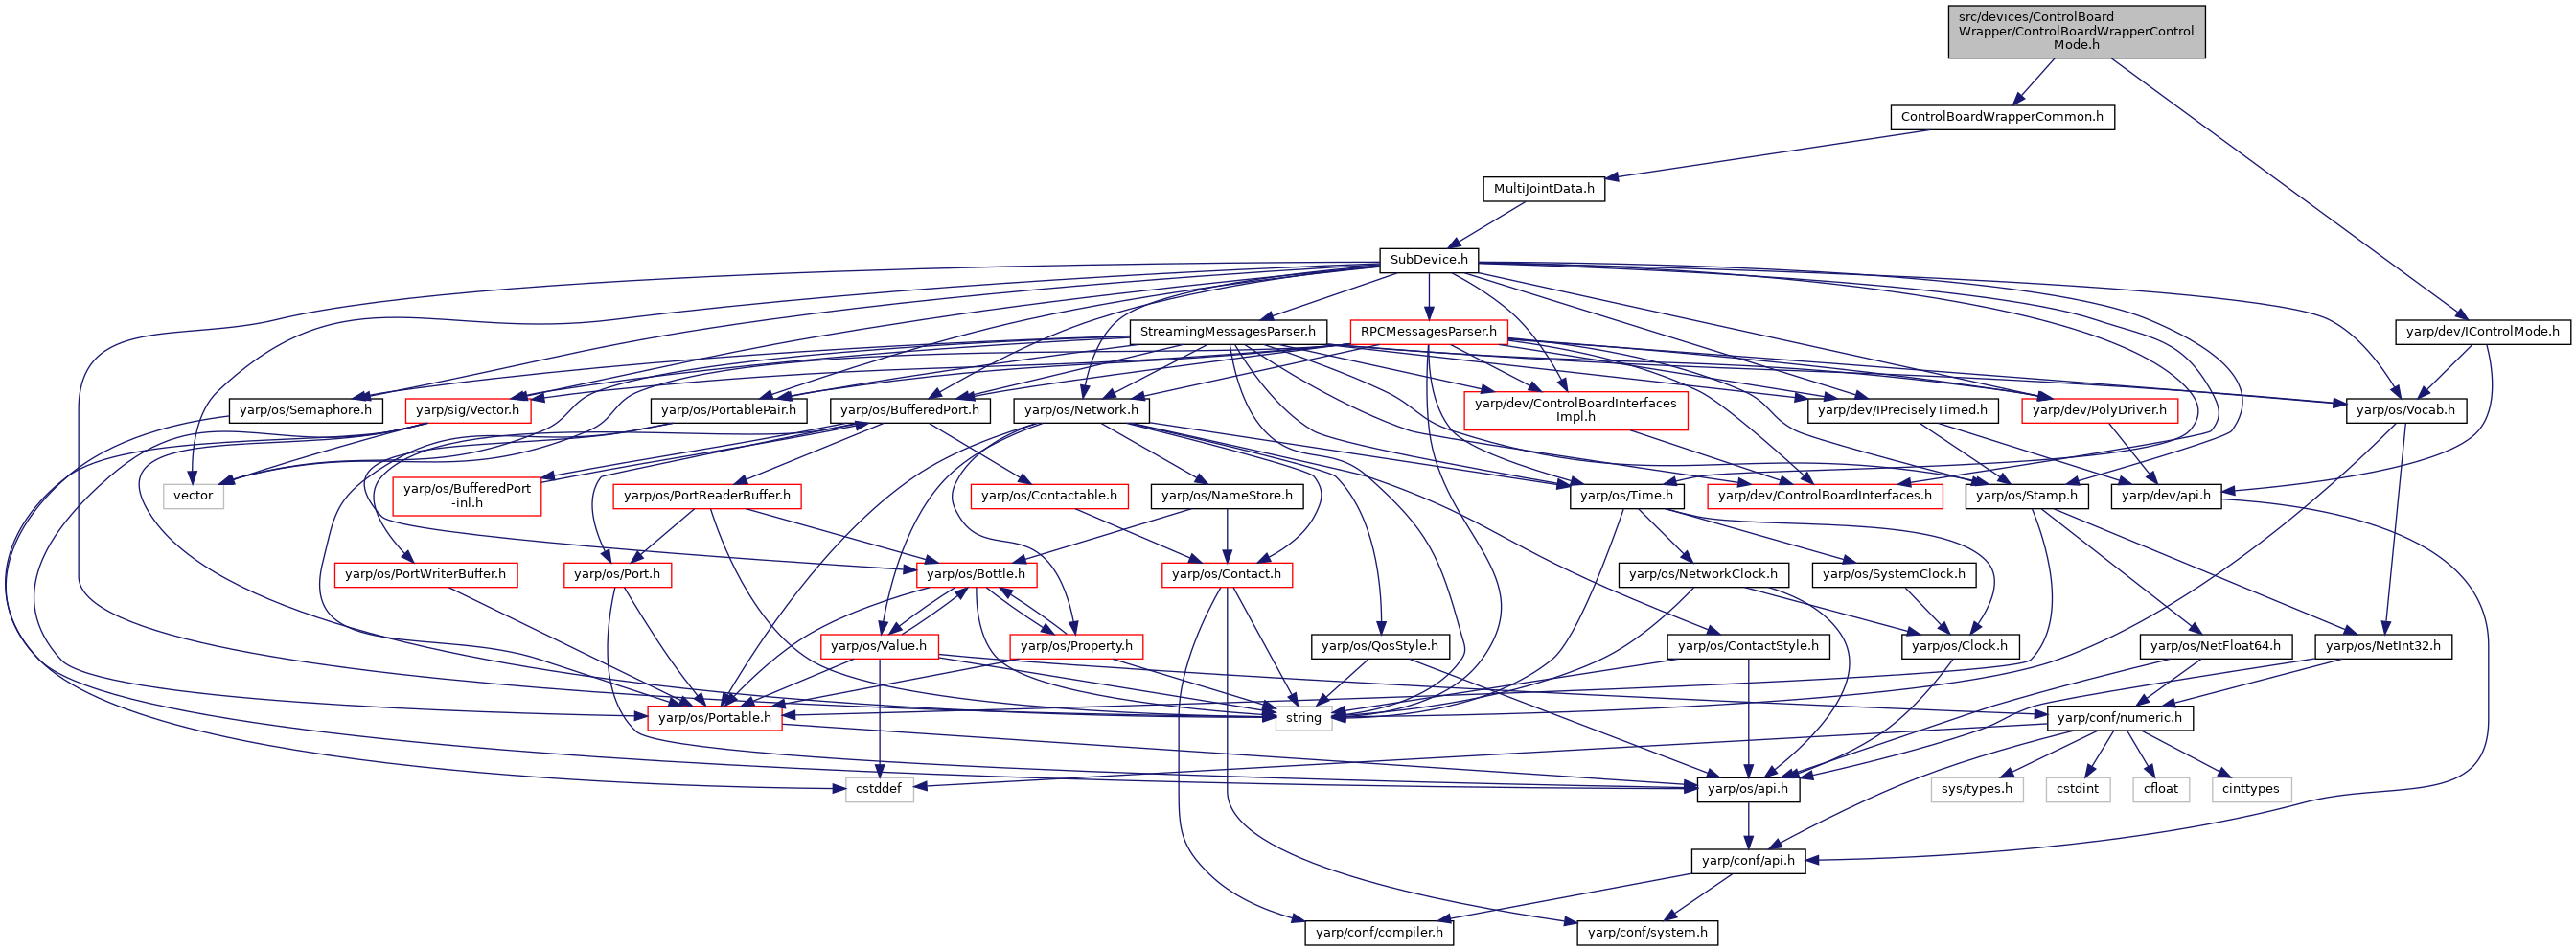 src/devices/ControlBoard
Wrapper/ControlBoardWrapperControl
Mode.h
ControlBoardWrapperCommon.h
MultiJointData.h
SubDevice.h
StreamingMessagesParser.h
RPCMessagesParser.h
yarp/dev/IControlMode.h
yarp/os/Semaphore.h
yarp/sig/Vector.h
yarp/os/PortablePair.h
yarp/os/BufferedPort.h
yarp/os/Network.h
yarp/dev/ControlBoardInterfaces
Impl.h
yarp/dev/IPreciselyTimed.h
yarp/dev/PolyDriver.h
yarp/os/Vocab.h
vector
yarp/os/BufferedPort
-inl.h
yarp/os/PortReaderBuffer.h
yarp/os/Contactable.h
yarp/os/NameStore.h
yarp/os/Time.h
yarp/dev/ControlBoardInterfaces.h
yarp/os/Stamp.h
yarp/dev/api.h
yarp/os/PortWriterBuffer.h
yarp/os/Port.h
yarp/os/Bottle.h
yarp/os/Contact.h
yarp/os/NetworkClock.h
yarp/os/SystemClock.h
yarp/os/Value.h
yarp/os/Property.h
yarp/os/QosStyle.h
yarp/os/ContactStyle.h
yarp/os/Clock.h
yarp/os/NetFloat64.h
yarp/os/NetInt32.h
yarp/os/Portable.h
string
yarp/conf/numeric.h
cstddef
yarp/os/api.h
sys/types.h
cstdint
cfloat
cinttypes
yarp/conf/api.h
yarp/conf/compiler.h
yarp/conf/system.h